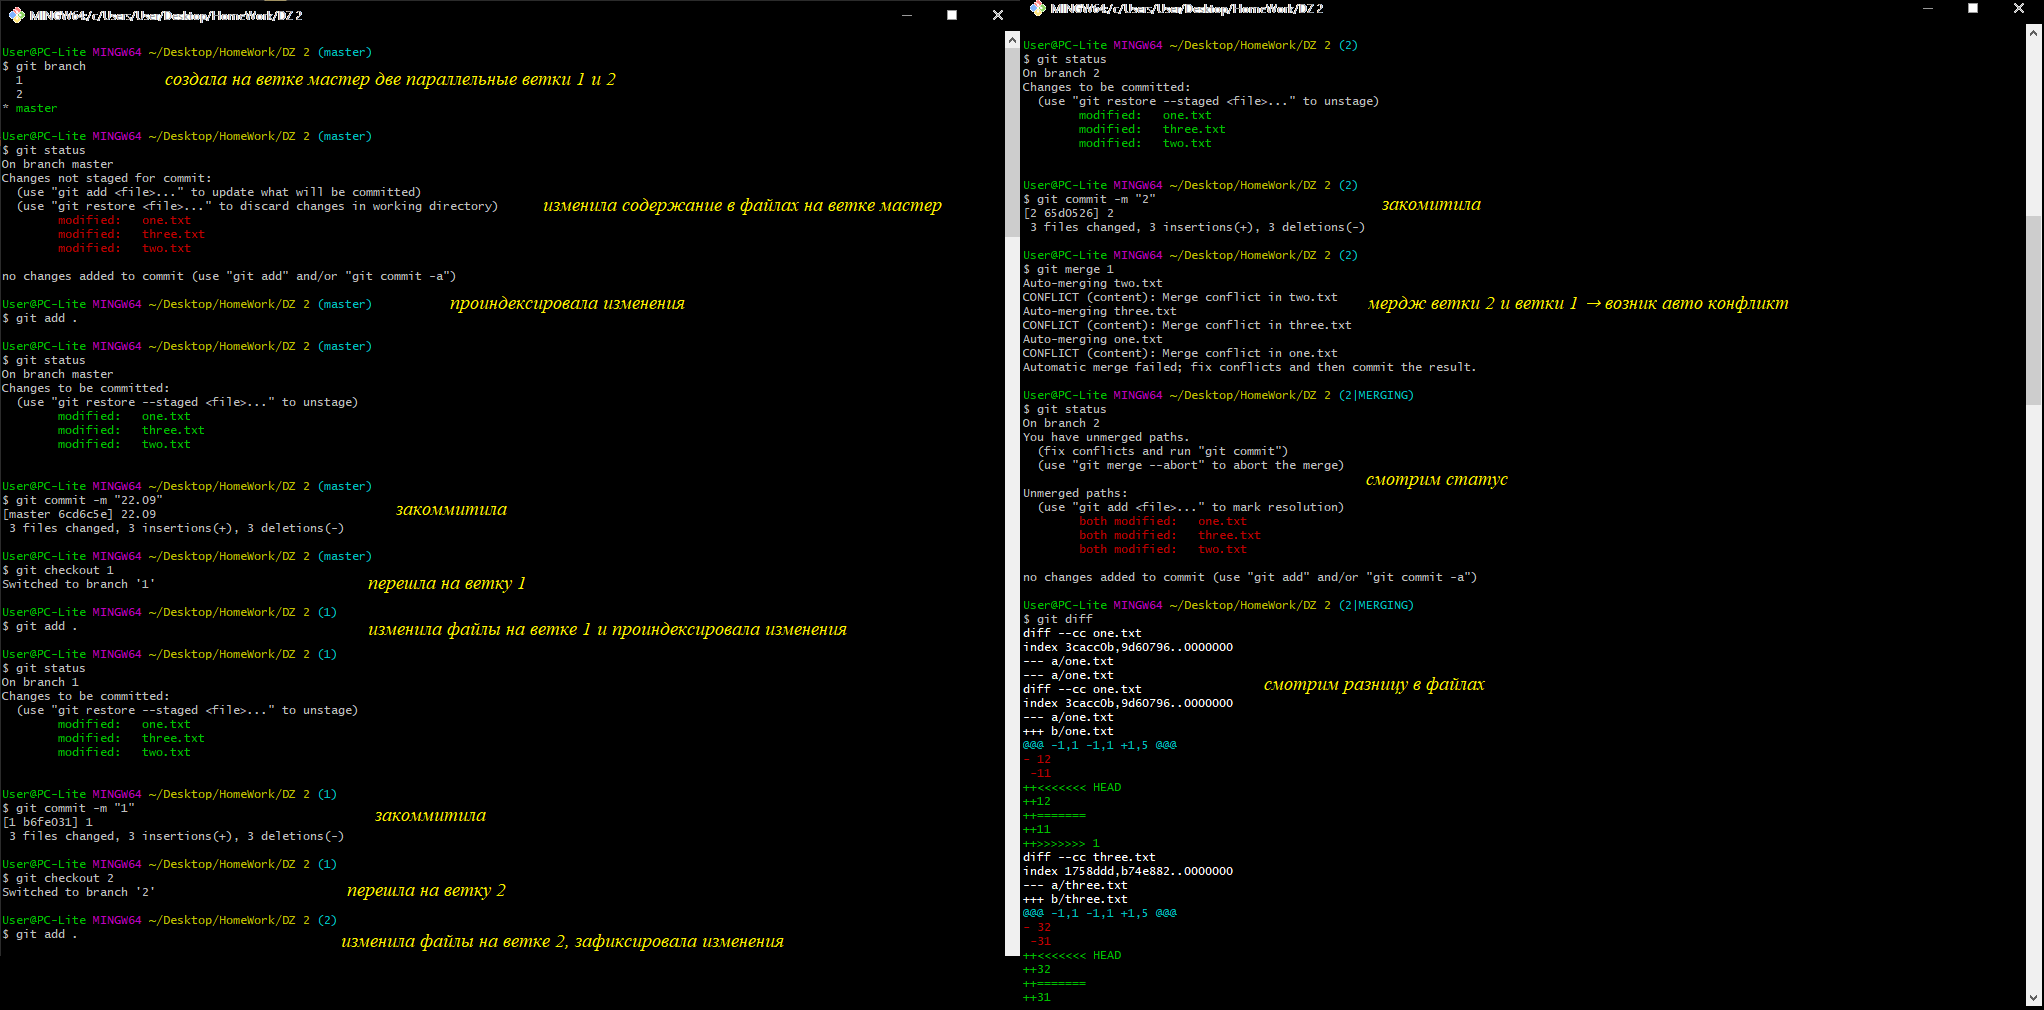 MINGW64:/c/Users/User/Desktop/HomeWork/DZ 2
User@PC-Lite MINGW64 ~/Desktop/HomeWork/DZ 2 (master)
$ git branch
  1
создала на ветке мастер две параллельные ветки 1 и 2
  2
* master
User@PC-Lite MINGW64 ~/Desktop/HomeWork/DZ 2 (master)
$ git status
On branch master
Changes not staged for commit:
  (use "git add <file>..." to update what will be committed)
  (use "git restore <file>..." to discard changes in working directory)
изменила содержание в файлах на ветке мастер
        modified:   one.txt
        modified:   three.txt
        modified:   two.txt
no changes added to commit (use "git add" and/or "git commit -a")
User@PC-Lite MINGW64 ~/Desktop/HomeWork/DZ 2 (master)
проиндексировала изменения
$ git add .
User@PC-Lite MINGW64 ~/Desktop/HomeWork/DZ 2 (master)
$ git status
On branch master
Changes to be committed:
  (use "git restore --staged <file>..." to unstage)
        modified:   one.txt
        modified:   three.txt
        modified:   two.txt
User@PC-Lite MINGW64 ~/Desktop/HomeWork/DZ 2 (master)
$ git commit -m "22.09"
[master 6cd6c5e] 22.09
закоммитила
 3 files changed, 3 insertions(+), 3 deletions(-)
User@PC-Lite MINGW64 ~/Desktop/HomeWork/DZ 2 (master)
$ git checkout 1
Switched to branch '1'
перешла на ветку 1
User@PC-Lite MINGW64 ~/Desktop/HomeWork/DZ 2 (1)
$ git add .
изменила файлы на ветке 1 и проиндексировала изменения
User@PC-Lite MINGW64 ~/Desktop/HomeWork/DZ 2 (1)
$ git status
On branch 1
Changes to be committed:
  (use "git restore --staged <file>..." to unstage)
        modified:   one.txt
        modified:   three.txt
        modified:   two.txt
User@PC-Lite MINGW64 ~/Desktop/HomeWork/DZ 2 (1)
$ git commit -m "1"
[1 b6fe031] 1
закоммитила
 3 files changed, 3 insertions(+), 3 deletions(-)
User@PC-Lite MINGW64 ~/Desktop/HomeWork/DZ 2 (1)
$ git checkout 2
Switched to branch '2'
перешла на ветку 2
User@PC-Lite MINGW64 ~/Desktop/HomeWork/DZ 2 (2)
$ git add .
изменила файлы на ветке 2, зафиксировала изменения
MINGW64:/c/Users/User/Desktop/HomeWork/DZ 2
User@PC-Lite MINGW64 ~/Desktop/HomeWork/DZ 2 (2)
$ git status
On branch 2
Changes to be committed:
  (use "git restore --staged <file>..." to unstage)
        modified:   one.txt
        modified:   three.txt
        modified:   two.txt
User@PC-Lite MINGW64 ~/Desktop/HomeWork/DZ 2 (2)
$ git commit -m "2"
закомитила
[2 65d0526] 2
 3 files changed, 3 insertions(+), 3 deletions(-)
User@PC-Lite MINGW64 ~/Desktop/HomeWork/DZ 2 (2)
$ git merge 1
Auto-merging two.txt
CONFLICT (content): Merge conflict in two.txt
мердж ветки 2 и ветки 1 → возник авто конфликт
Auto-merging three.txt
CONFLICT (content): Merge conflict in three.txt
Auto-merging one.txt
CONFLICT (content): Merge conflict in one.txt
Automatic merge failed; fix conflicts and then commit the result.
User@PC-Lite MINGW64 ~/Desktop/HomeWork/DZ 2 (2|MERGING)
$ git status
On branch 2
You have unmerged paths.
  (fix conflicts and run "git commit")
  (use "git merge --abort" to abort the merge)
смотрим статус
Unmerged paths:
  (use "git add <file>..." to mark resolution)
        both modified:   one.txt
        both modified:   three.txt
        both modified:   two.txt
no changes added to commit (use "git add" and/or "git commit -a")
User@PC-Lite MINGW64 ~/Desktop/HomeWork/DZ 2 (2|MERGING)
$ git diff
diff --cc one.txt
index 3cacc0b,9d60796..0000000
--- a/one.txt
--- a/one.txt
diff --cc one.txt
смотрим разницу в файлах
index 3cacc0b,9d60796..0000000
--- a/one.txt
+++ b/one.txt
@@@ -1,1 -1,1 +1,5 @@@
- 12
 -11
++<<<<<<< HEAD
++12
++=======
++11
++>>>>>>> 1
diff --cc three.txt
index 1758ddd,b74e882..0000000
--- a/three.txt
+++ b/three.txt
@@@ -1,1 -1,1 +1,5 @@@
- 32
 -31
++<<<<<<< HEAD
++32
++=======
++31